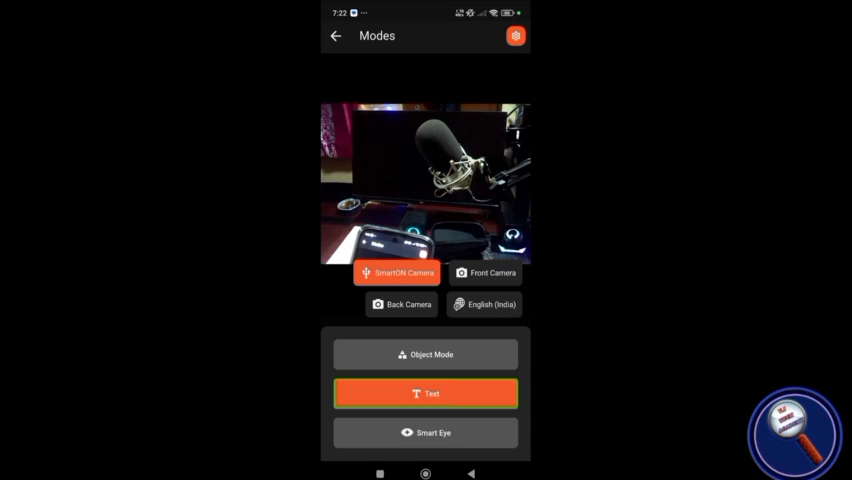 7:22
Modes
SmartON Camera
Front Camera
Back Camera
English (India)
Object Mode
Text
Smart Eye